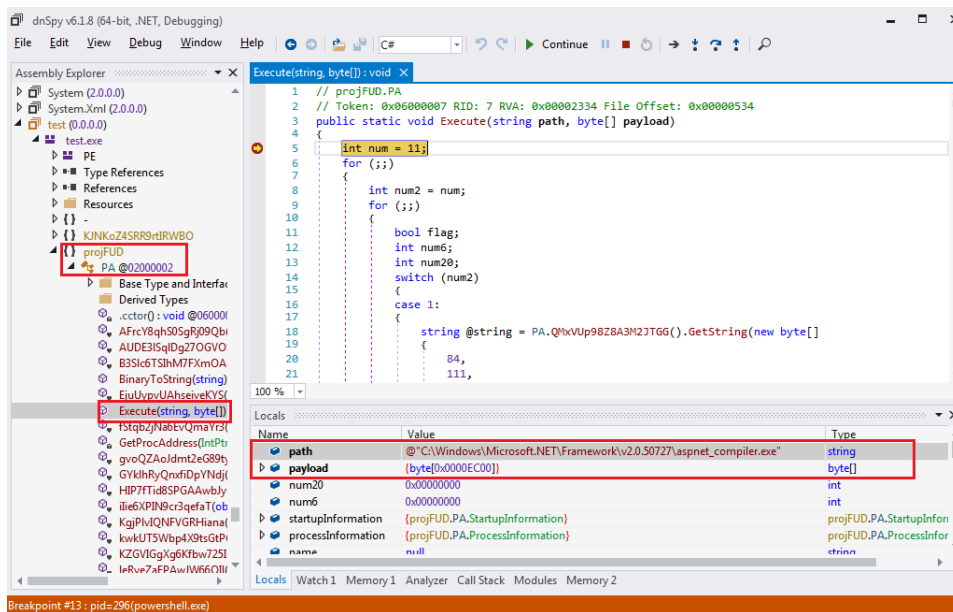 dnSpy v6.1.8 (64-bit, .NET, Debugging)
File Edit View Debug Window Help C# Continue
Assembly Explorer
System (2.0.0.0)
System.Xml (2.0.0.0)
test (0.0.0.0)
test.exe
PE
Type References
References
Resources
{} -
{} KJNKoZ4SRR9rtIRWBO
{} projFUD
PA @02000002
Base Type and Interfac
Derived Types
.cctor() : void @06000
AFrcY8qhS0SgRj09Qb
AUDE3ISqIDg27OGVO
B3SIc6TSIhM7FXmOA
BinaryToString(string)
EjuUypvUAhseiveKYS(
Execute(string, byte[])
fStqb2jNa6EvQmaYr3(
GetProcAddress(IntPtr
gvoQZAoJdmt2eG89t
GYkIhRyQnxfiDpYNdj(
HIP7fTid8SPGAAwbJy
iIie6XPIN9cr3qefaT(ob
KgjPlvIQNFVGRHiana(
kwkUT5Wbp4X9tsGtP
KZGVIGgXg6Kfbw725I
Execute(string, byte[]) : void
1 // projFUD.PA
2 // Token: 0x06000007 RID: 7 RVA: 0x00002334 File Offset: 0x00000534
3 public static void Execute(string path, byte[] payload)
4 {
5 int num = 11;
6 for (;;)
7 {
8 int num2 = num;
9 for (;;)
10 {
11 bool flag;
12 int num6;
13 int num20;
14 switch (num2)
15 {
16 case 1:
17 {
18 string @string = PA.QMxVUp98Z8A3M2JTGG().GetString(new byte[]
19 {
20 84,
21 111,
100 %
Locals
Name Value Type
path @"C:\Windows\Microsoft.NET\Framework\v2.0.50727\aspnet_compiler.exe" string
payload {byte[0x0000EC00]} byte[]
num20 0x00000000 int
num6 0x00000000 int
startupInformation {projFUD.PA.StartupInformation} projFUD.PA.StartupInforn
processInformation {projFUD.PA.ProcessInformation} projFUD.PA.ProcessInfor
name null string
Locals Watch 1 Memory 1 Analyzer Call Stack Modules Memory 2
Breakpoint #13 : pid=296(powershell.exe)